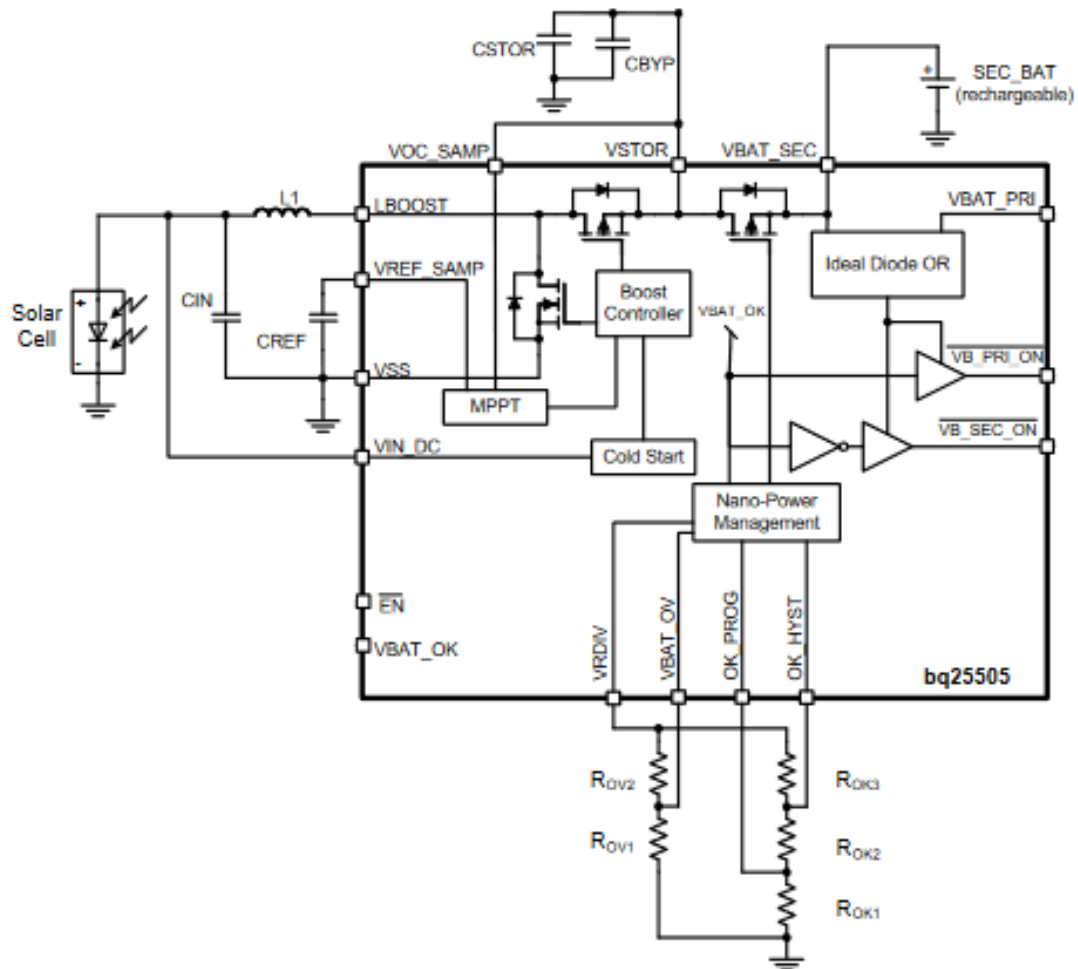 CSTOR
CBYP
SEC_BAT
(rechargeable)
+
VOC_SAMP
VSTOR
VBAT_SEC
L1
LBOOST
VBAT_PRI
VREF_SAMP
Ideal Diode OR
Solar
Cell
+
-
CIN
CREF
Boost
Controller
VBAT_OK
VB_PRI_ON
VSS
MPPT
VIN_DC
Cold Start
VB_SEC_ON
Nano-Power
Management
EN
VBAT_OK
VRDIV
VBAT_OV
OK_PROG
OK_HYST
bq25505
ROV2
ROK3
ROV1
ROK2
ROK1